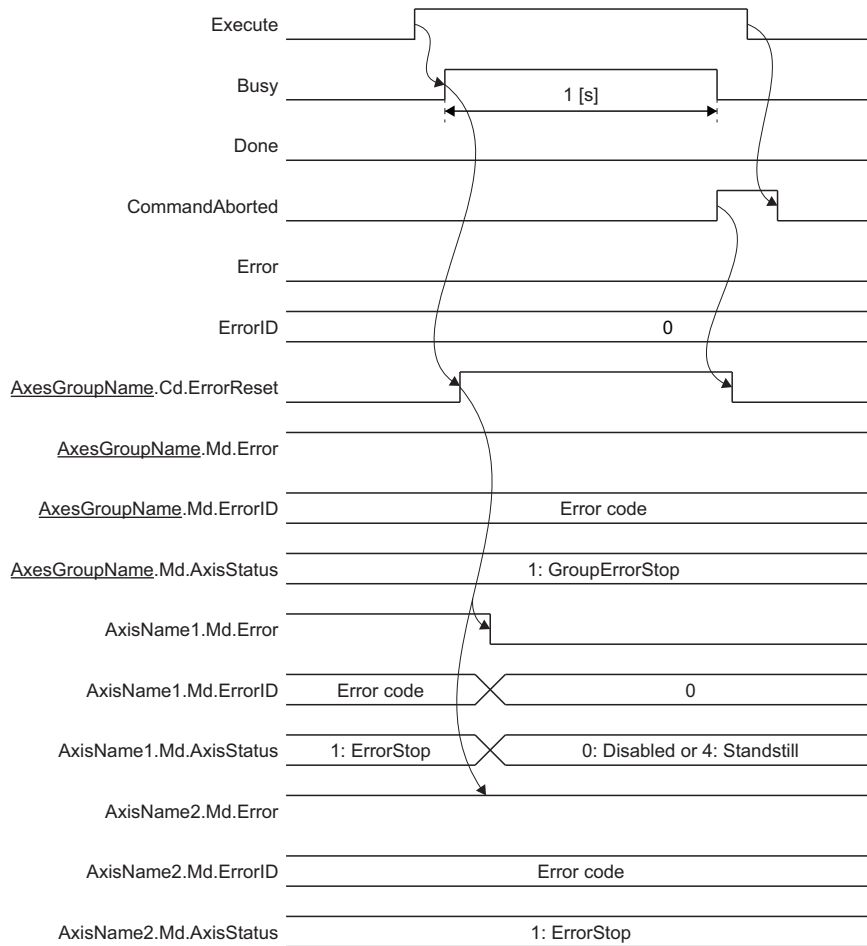 Execute
Busy
1 [s]
Done
CommandAborted
Error
ErrorID
0
AxesGroupName.Cd.ErrorReset
AxesGroupName.Md.Error
AxesGroupName.Md.ErrorID
Error code
AxesGroupName.Md.AxisStatus
1: GroupErrorStop
AxisName1.Md.Error
AxisName1.Md.ErrorID
Error code
0
AxisName1.Md.AxisStatus
1: ErrorStop
0: Disabled or 4: Standstill
AxisName2.Md.Error
AxisName2.Md.ErrorID
Error code
AxisName2.Md.AxisStatus
1: ErrorStop